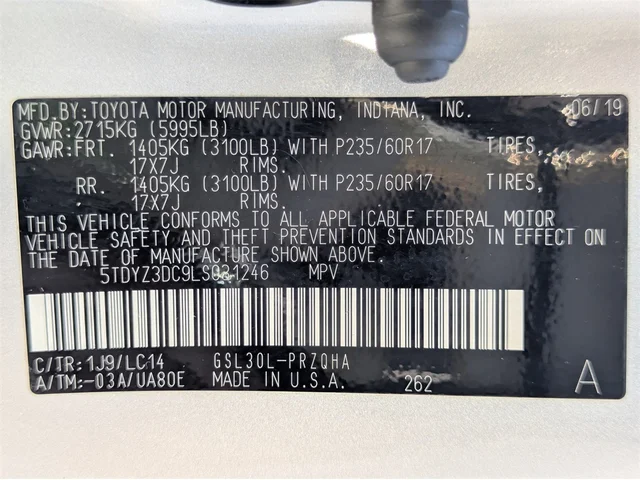 MFD.BY:TOYOTA MOTOR MANUFACTURING, INDIANA, INC. 06/19
GVWR:2715KG (5995LB)
GAWR:FRT. 1405KG (3100LB) WITH P235/60R17 TIRES,
17X7J RIMS.
RR. 1405KG (3100LB) WITH P235/60R17 TIRES,
17X7J RIMS.
THIS VEHICLE CONFORMS TO ALL APPLICABLE FEDERAL MOTOR
VEHICLE SAFETY AND THEFT PREVENTION STANDARDS IN EFFECT ON
THE DATE OF MANUFACTURE SHOWN ABOVE.
5TDYZ3DC9LS031246 MPV
C/TR:1J9/LC14 GSL30L-PRZQHA
A/TM:-03A/UA80E MADE IN U.S.A. 262 A